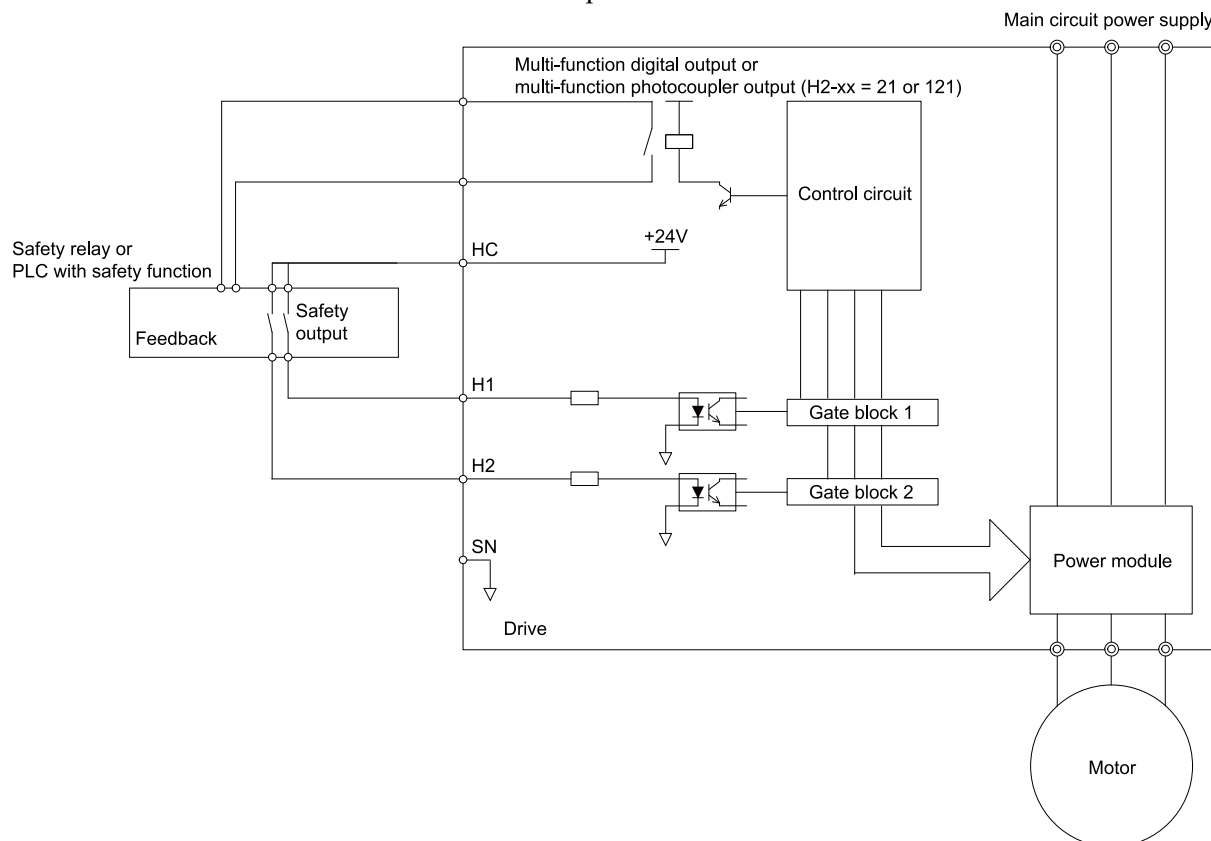 Main circuit power supply
Multi-function digital output or
multi-function photocoupler output (H2-xx = 21 or 121)
Control circuit
+24V
HC
Safety relay or
PLC with safety function
Safety
output
Feedback
H1
Gate block 1
H2
Gate block 2
SN
Power module
Drive
Motor